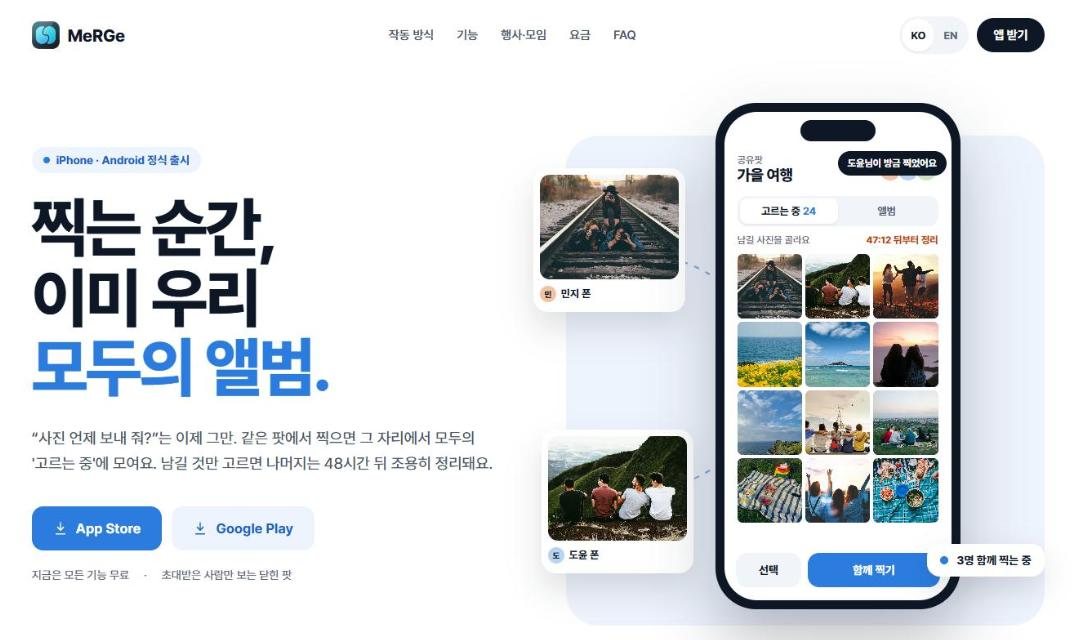 MeRGe
작동 방식
기능
행사·모임
요금
FAQ
KO
EN
앱 받기
iPhone · Android 정식 출시
찍는 순간,
이미 우리
모두의 앨범.
“사진 언제 보내 줘?”는 이제 그만. 같은 팟에서 찍으면 그 자리에서 모두의
'고르는 중'에 모여요. 남길 것만 고르면 나머지는 48시간 뒤 조용히 정리돼요.
App Store
Google Play
지금은 모든 기능 무료 · 초대받은 사람만 보는 닫힌 팟
민
민지 폰
도
도윤 폰
공유팟
가을 여행
도윤님이 방금 찍었어요
고르는 중 24
앨범
남길 사진을 골라요
47:12 뒤부터 정리
선택
함께 찍기
3명 함께 찍는 중